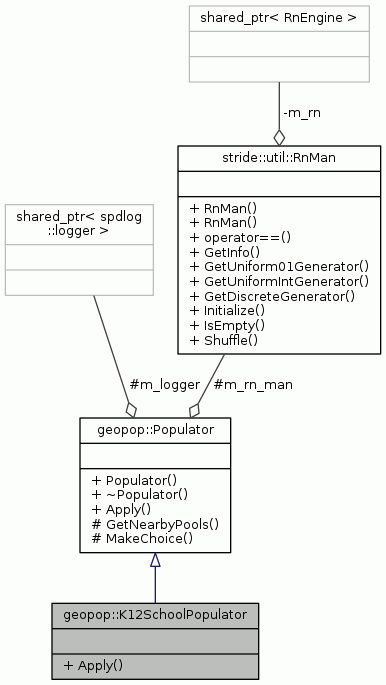 shared_ptr< RnEngine >
-m_rn
stride::util::RnMan
+ RnMan()
+ RnMan()
+ operator==()
+ GetInfo()
+ GetUniform01Generator()
+ GetUniformIntGenerator()
+ GetDiscreteGenerator()
+ Initialize()
+ IsEmpty()
+ Shuffle()
shared_ptr< spdlog
::logger >
#m_logger
#m_rn_man
geopop::Populator
+ Populator()
+ ~Populator()
+ Apply()
# GetNearbyPools()
# MakeChoice()
geopop::K12SchoolPopulator
+ Apply()